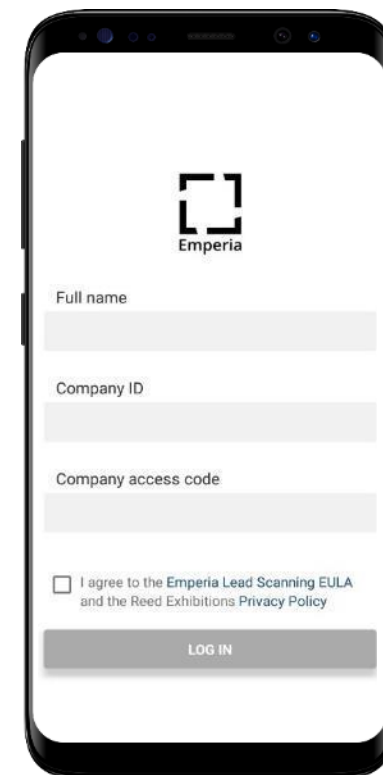 Emperia
Full name
Company ID
Company access code
I agree to the Emperia Lead Scanning EULA
and the Reed Exhibitions Privacy Policy
LOG IN